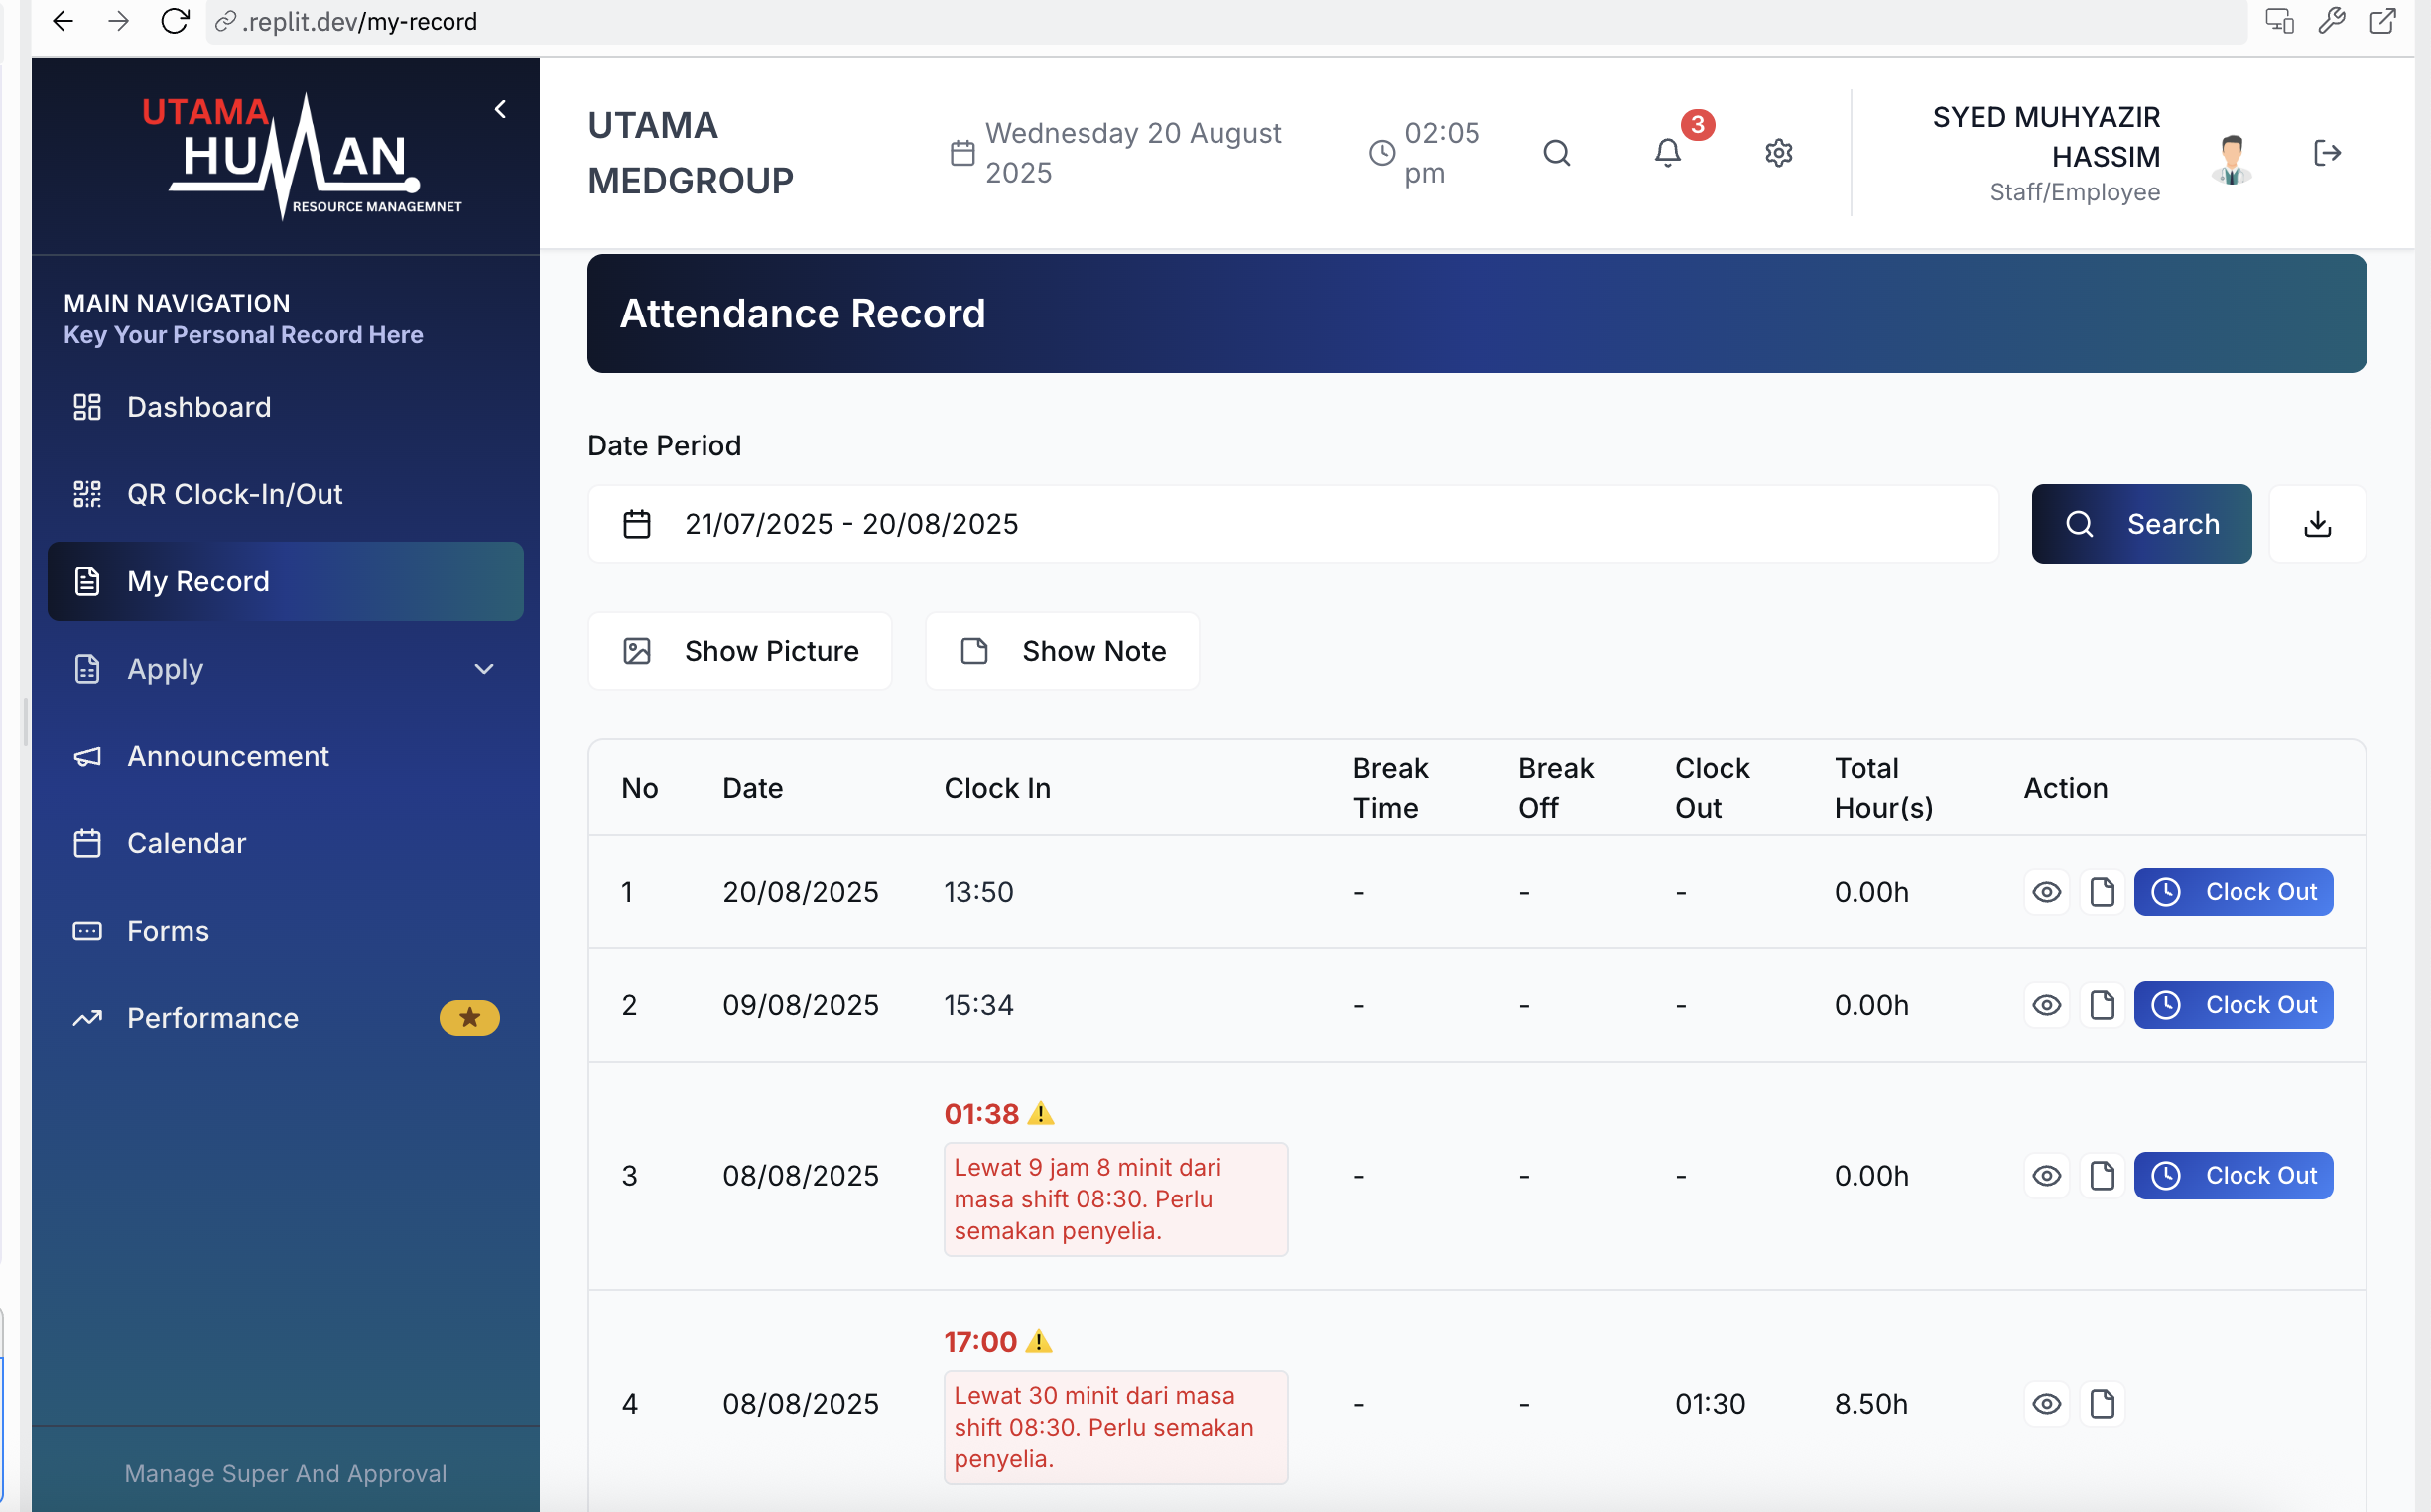 .replit.dev/my-record
UTAMA
HUMAN
RESOURCE MANAGEMNET
UTAMA
MEDGROUP
Wednesday 20 August
2025
02:05
pm
3
SYED MUHYAZIR
HASSIM
Staff/Employee
MAIN NAVIGATION
Key Your Personal Record Here
Dashboard
QR Clock-In/Out
My Record
Apply
Announcement
Calendar
Forms
Performance
Manage Super And Approval
Attendance Record
Date Period
21/07/2025 - 20/08/2025
Search
Show Picture
Show Note
No Date Clock In Break Time Break Off Clock Out Total Hour(s) Action
1 20/08/2025 13:50 - - - 0.00h Clock Out
2 09/08/2025 15:34 - - - 0.00h Clock Out
3 08/08/2025 01:38 - - - 0.00h Clock Out
Lewat 9 jam 8 minit dari
masa shift 08:30. Perlu
semakan penyelia.
4 08/08/2025 17:00 - - 01:30 8.50h
Lewat 30 minit dari masa
shift 08:30. Perlu semakan
penyelia.